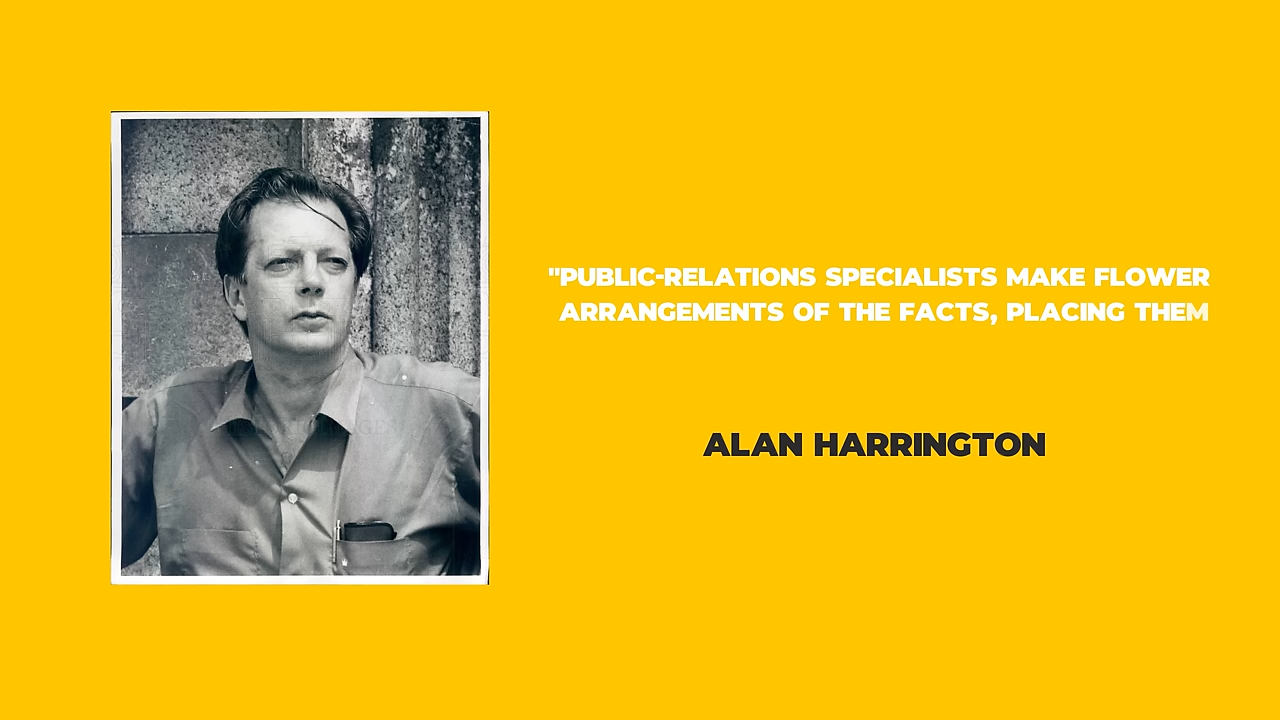 "PUBLIC-RELATIONS SPECIALISTS MAKE FLOWER
ARRANGEMENTS OF THE FACTS, PLACING THEM
ALAN HARRINGTON